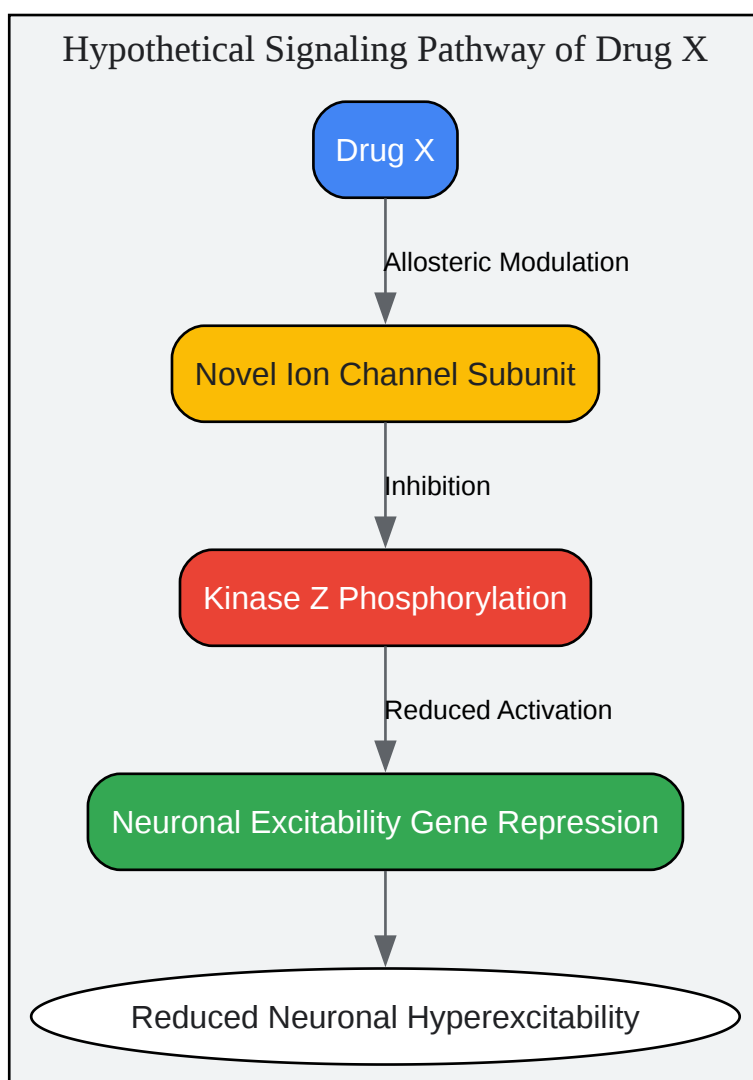 Hypothetical Signaling Pathway of Drug X
Drug X
Allosteric Modulation
Novel Ion Channel Subunit
Inhibition
Kinase Z Phosphorylation
Reduced Activation
Neuronal Excitability Gene Repression
Reduced Neuronal Hyperexcitability